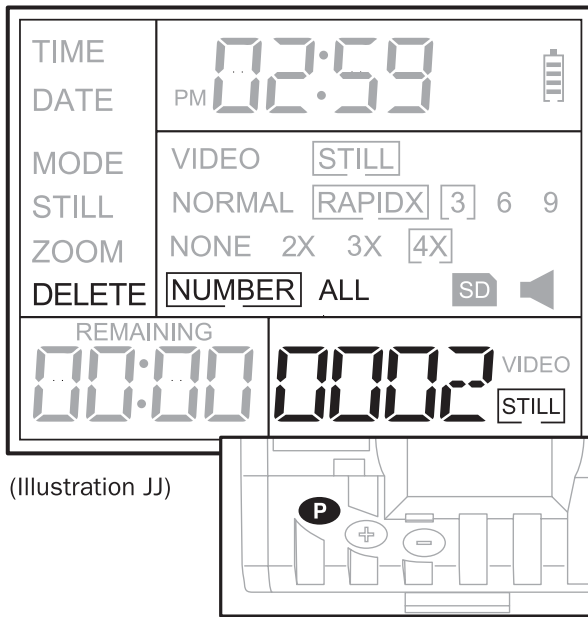 TIME
DATE
PM 02:59
MODE VIDEO STILL
STILL NORMAL RAPIDX 3 6 9
ZOOM NONE 2X 3X 4X
DELETE NUMBER ALL SD
REMAINING
00:00
0002 VIDEO
STILL
(Illustration JJ)
P
+ -